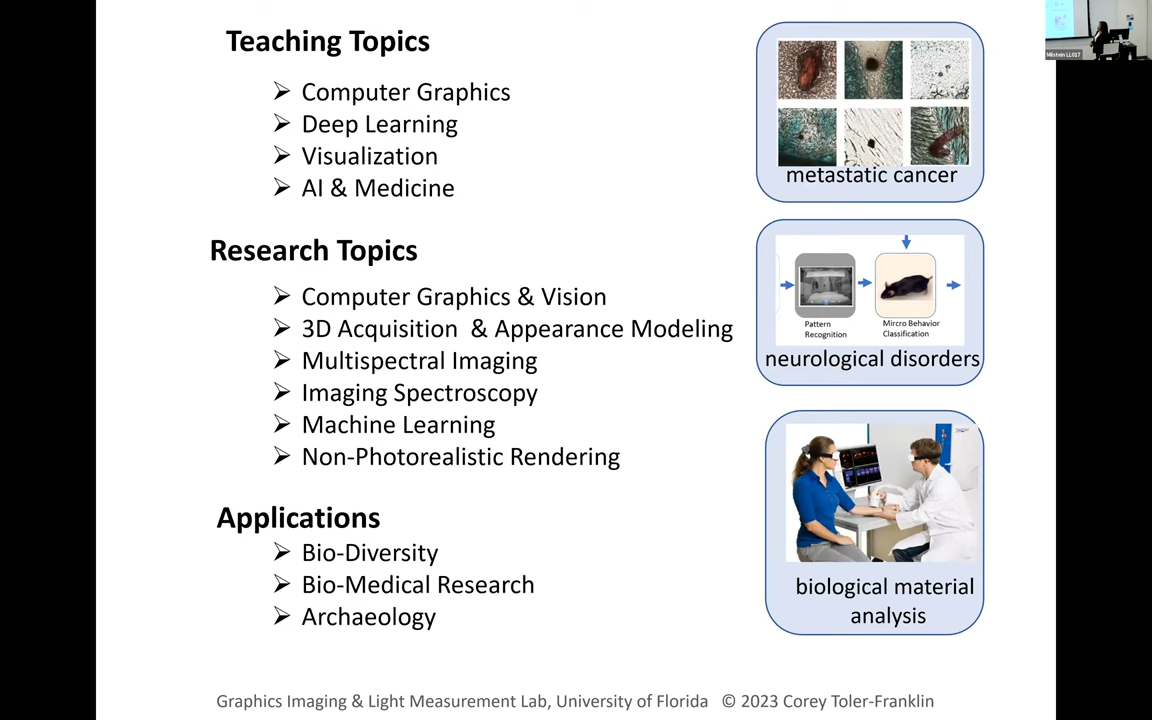 Teaching Topics
Computer Graphics
Deep Learning
Visualization
AI & Medicine
Research Topics
Computer Graphics & Vision
3D Acquisition & Appearance Modeling
Multispectral Imaging
Imaging Spectroscopy
Machine Learning
Non-Photorealistic Rendering
Applications
Bio-Diversity
Bio-Medical Research
Archaeology
metastatic cancer
Pattern
Recognition
Mircro Behavior
Classification
neurological disorders
biological material
analysis
Graphics Imaging & Light Measurement Lab, University of Florida © 2023 Corey Toler-Franklin
Milstein LL017